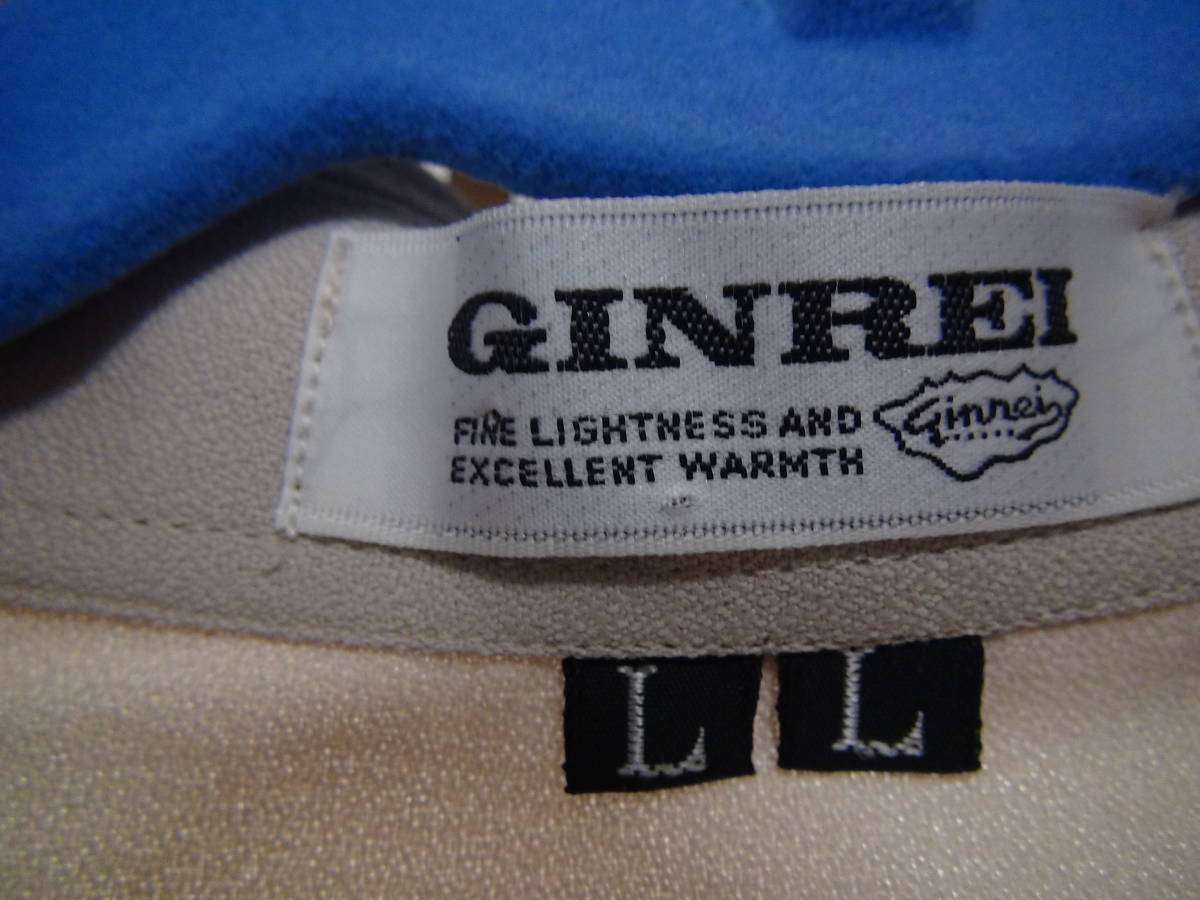 GINREI
FINE LIGHTNESS AND
EXCELLENT WARMTH
Ginrei
L
L